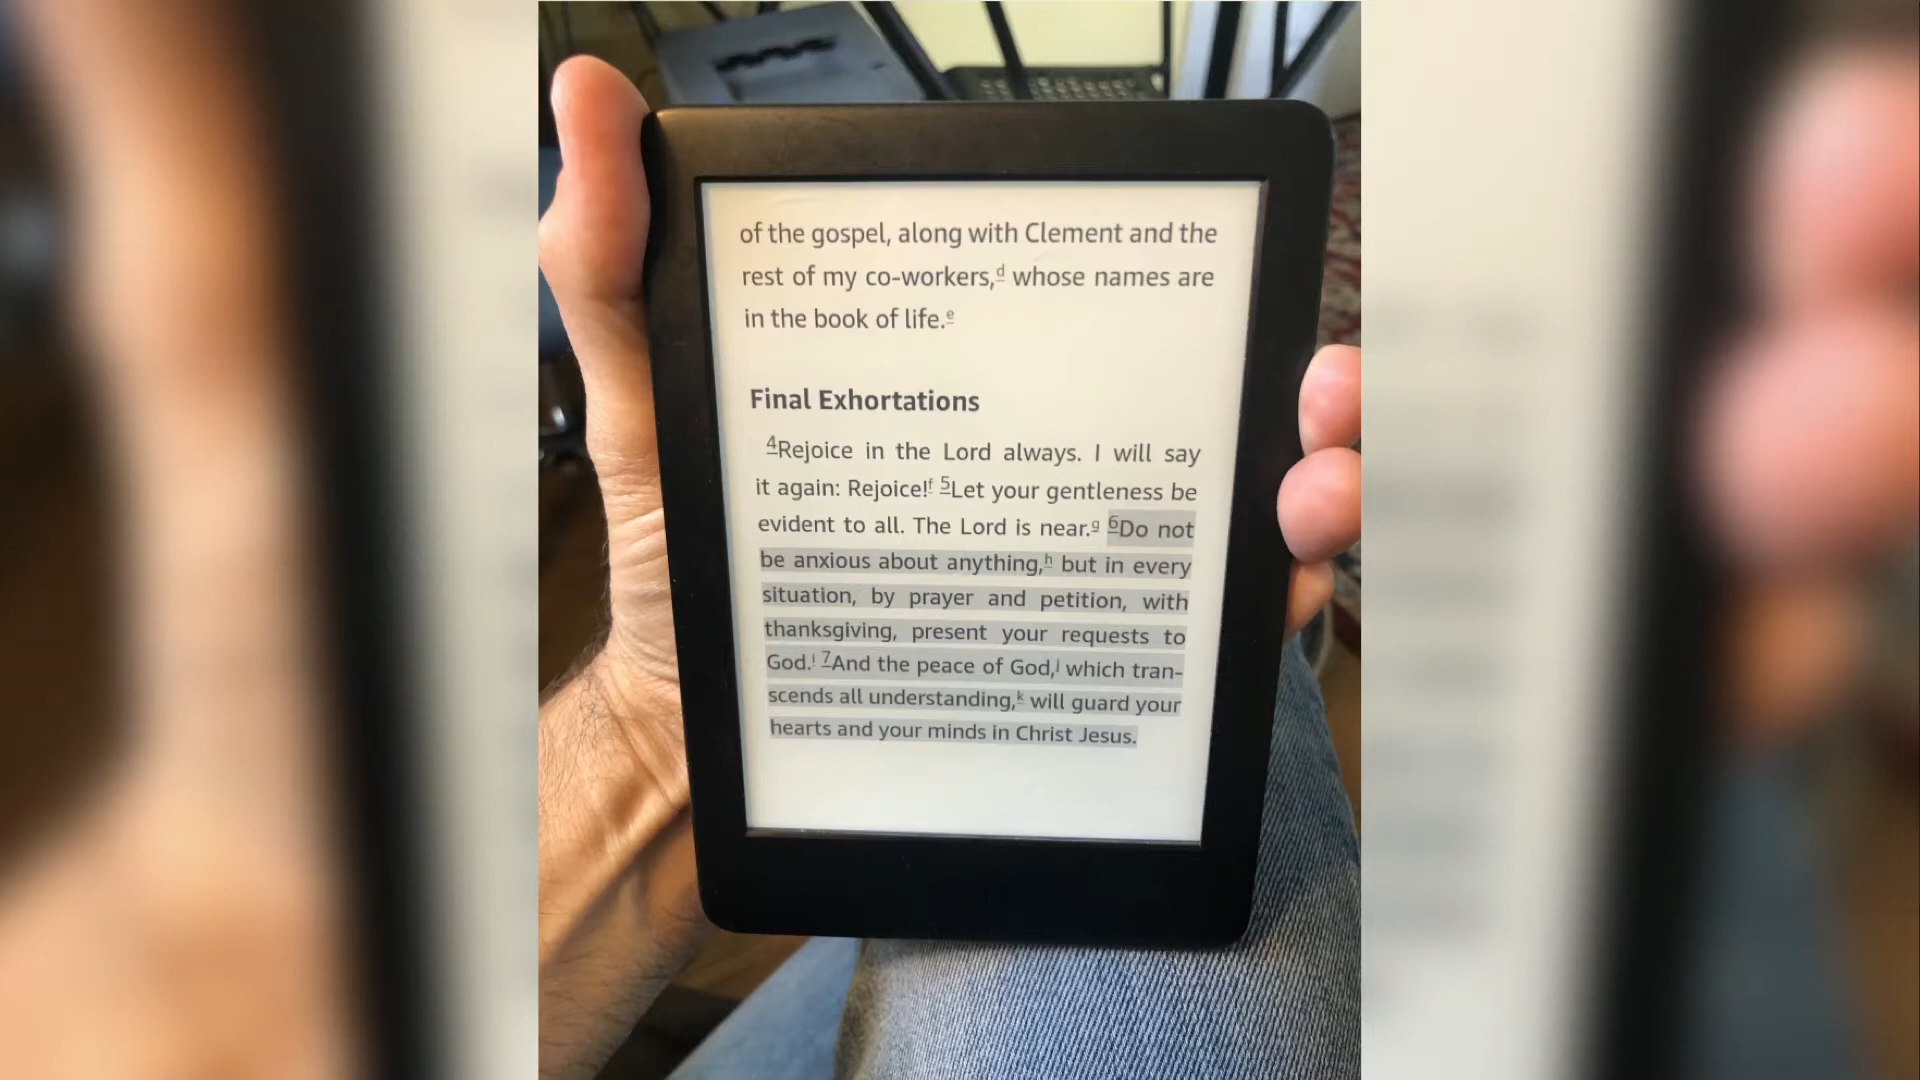 of the gospel, along with Clement and the
rest of my co-workers,d whose names are
in the book of life.e
Final Exhortations
4Rejoice in the Lord always. I will say
it again: Rejoice!f 5Let your gentleness be
evident to all. The Lord is near.g 6Do not
be anxious about anything,h but in every
situation, by prayer and petition, with
thanksgiving, present your requests to
God.i 7And the peace of God,j which tran-
scends all understanding,k will guard your
hearts and your minds in Christ Jesus.